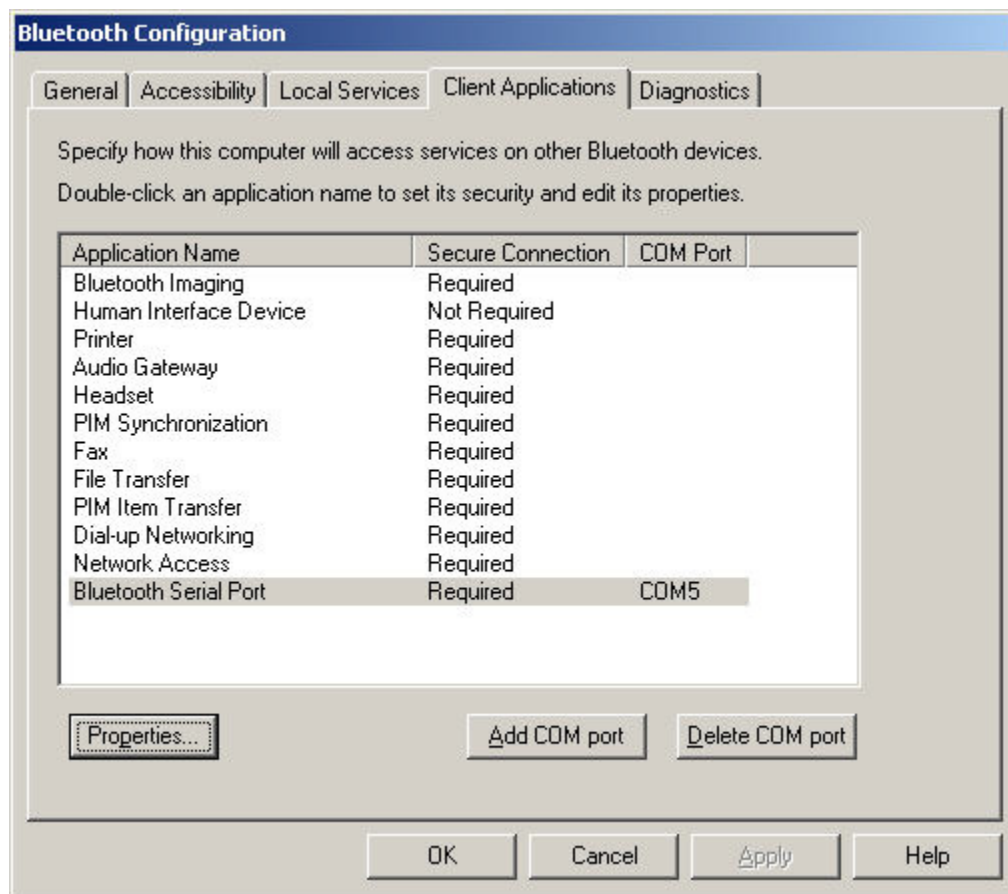 Bluetooth Configuration
General Accessibility Local Services Client Applications Diagnostics
Specify how this computer will access services on other Bluetooth devices.
Double-click an application name to set its security and edit its properties.
Application Name Secure Connection COM Port
Bluetooth Imaging Required
Human Interface Device Not Required
Printer Required
Audio Gateway Required
Headset Required
PIM Synchronization Required
Fax Required
File Transfer Required
PIM Item Transfer Required
Dial-up Networking Required
Network Access Required
Bluetooth Serial Port Required COM5
Properties... Add COM port Delete COM port
OK Cancel Apply Help